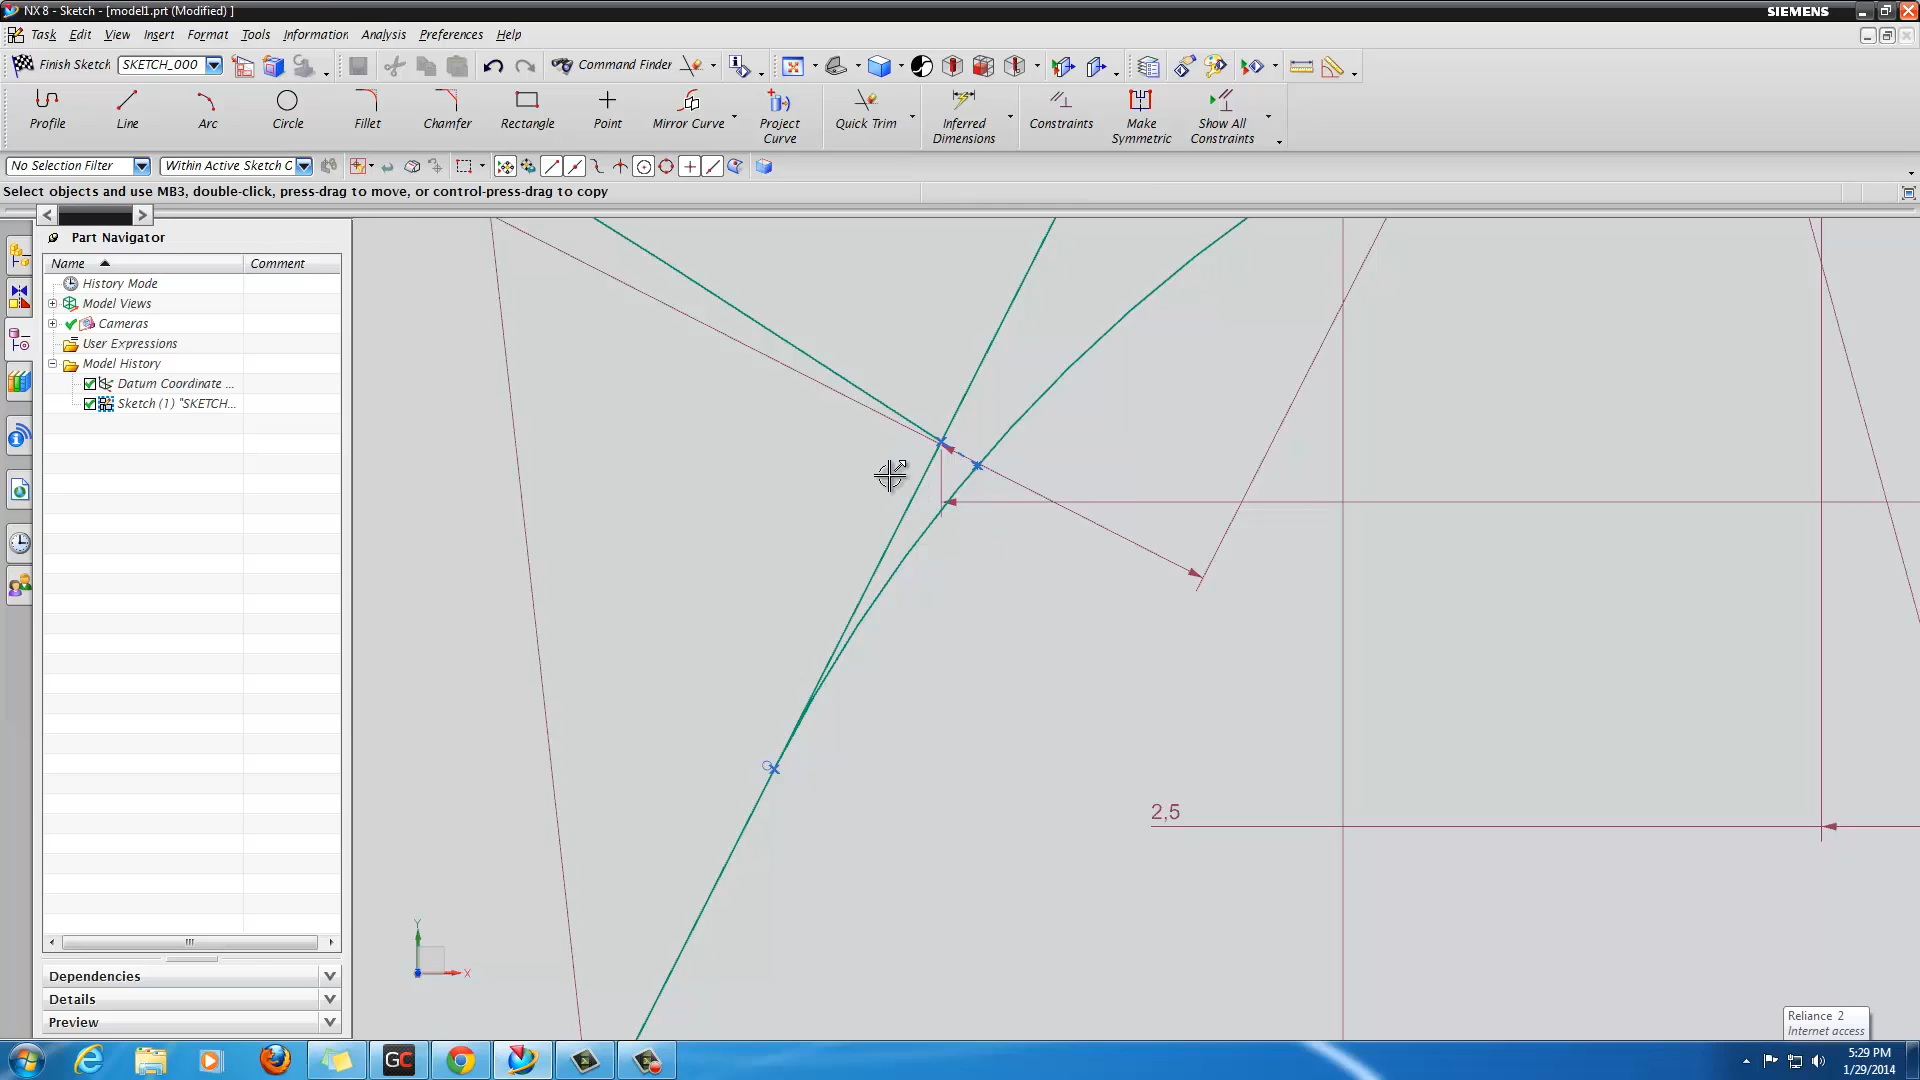 NX 8 - Sketch - [model1.prt (Modified) ]
SIEMENS
Task Edit View Insert Format Tools Information Analysis Preferences Help
Finish Sketch SKETCH_000 Command Finder
Profile Line Arc Circle Fillet Chamfer Rectangle Point Mirror Curve Project Curve Quick Trim Inferred Dimensions Constraints Make Symmetric Show All Constraints
No Selection Filter Within Active Sketch O
Select objects and use MB3, double-click, press-drag to move, or control-press-drag to copy
Part Navigator
Name Comment
History Mode
Model Views
Cameras
User Expressions
Model History
Datum Coordinate ...
Sketch (1) "SKETCH...
2,5
Y
X
Dependencies
Details
Preview
Reliance 2
Internet access
GC
5:29 PM
1/29/2014